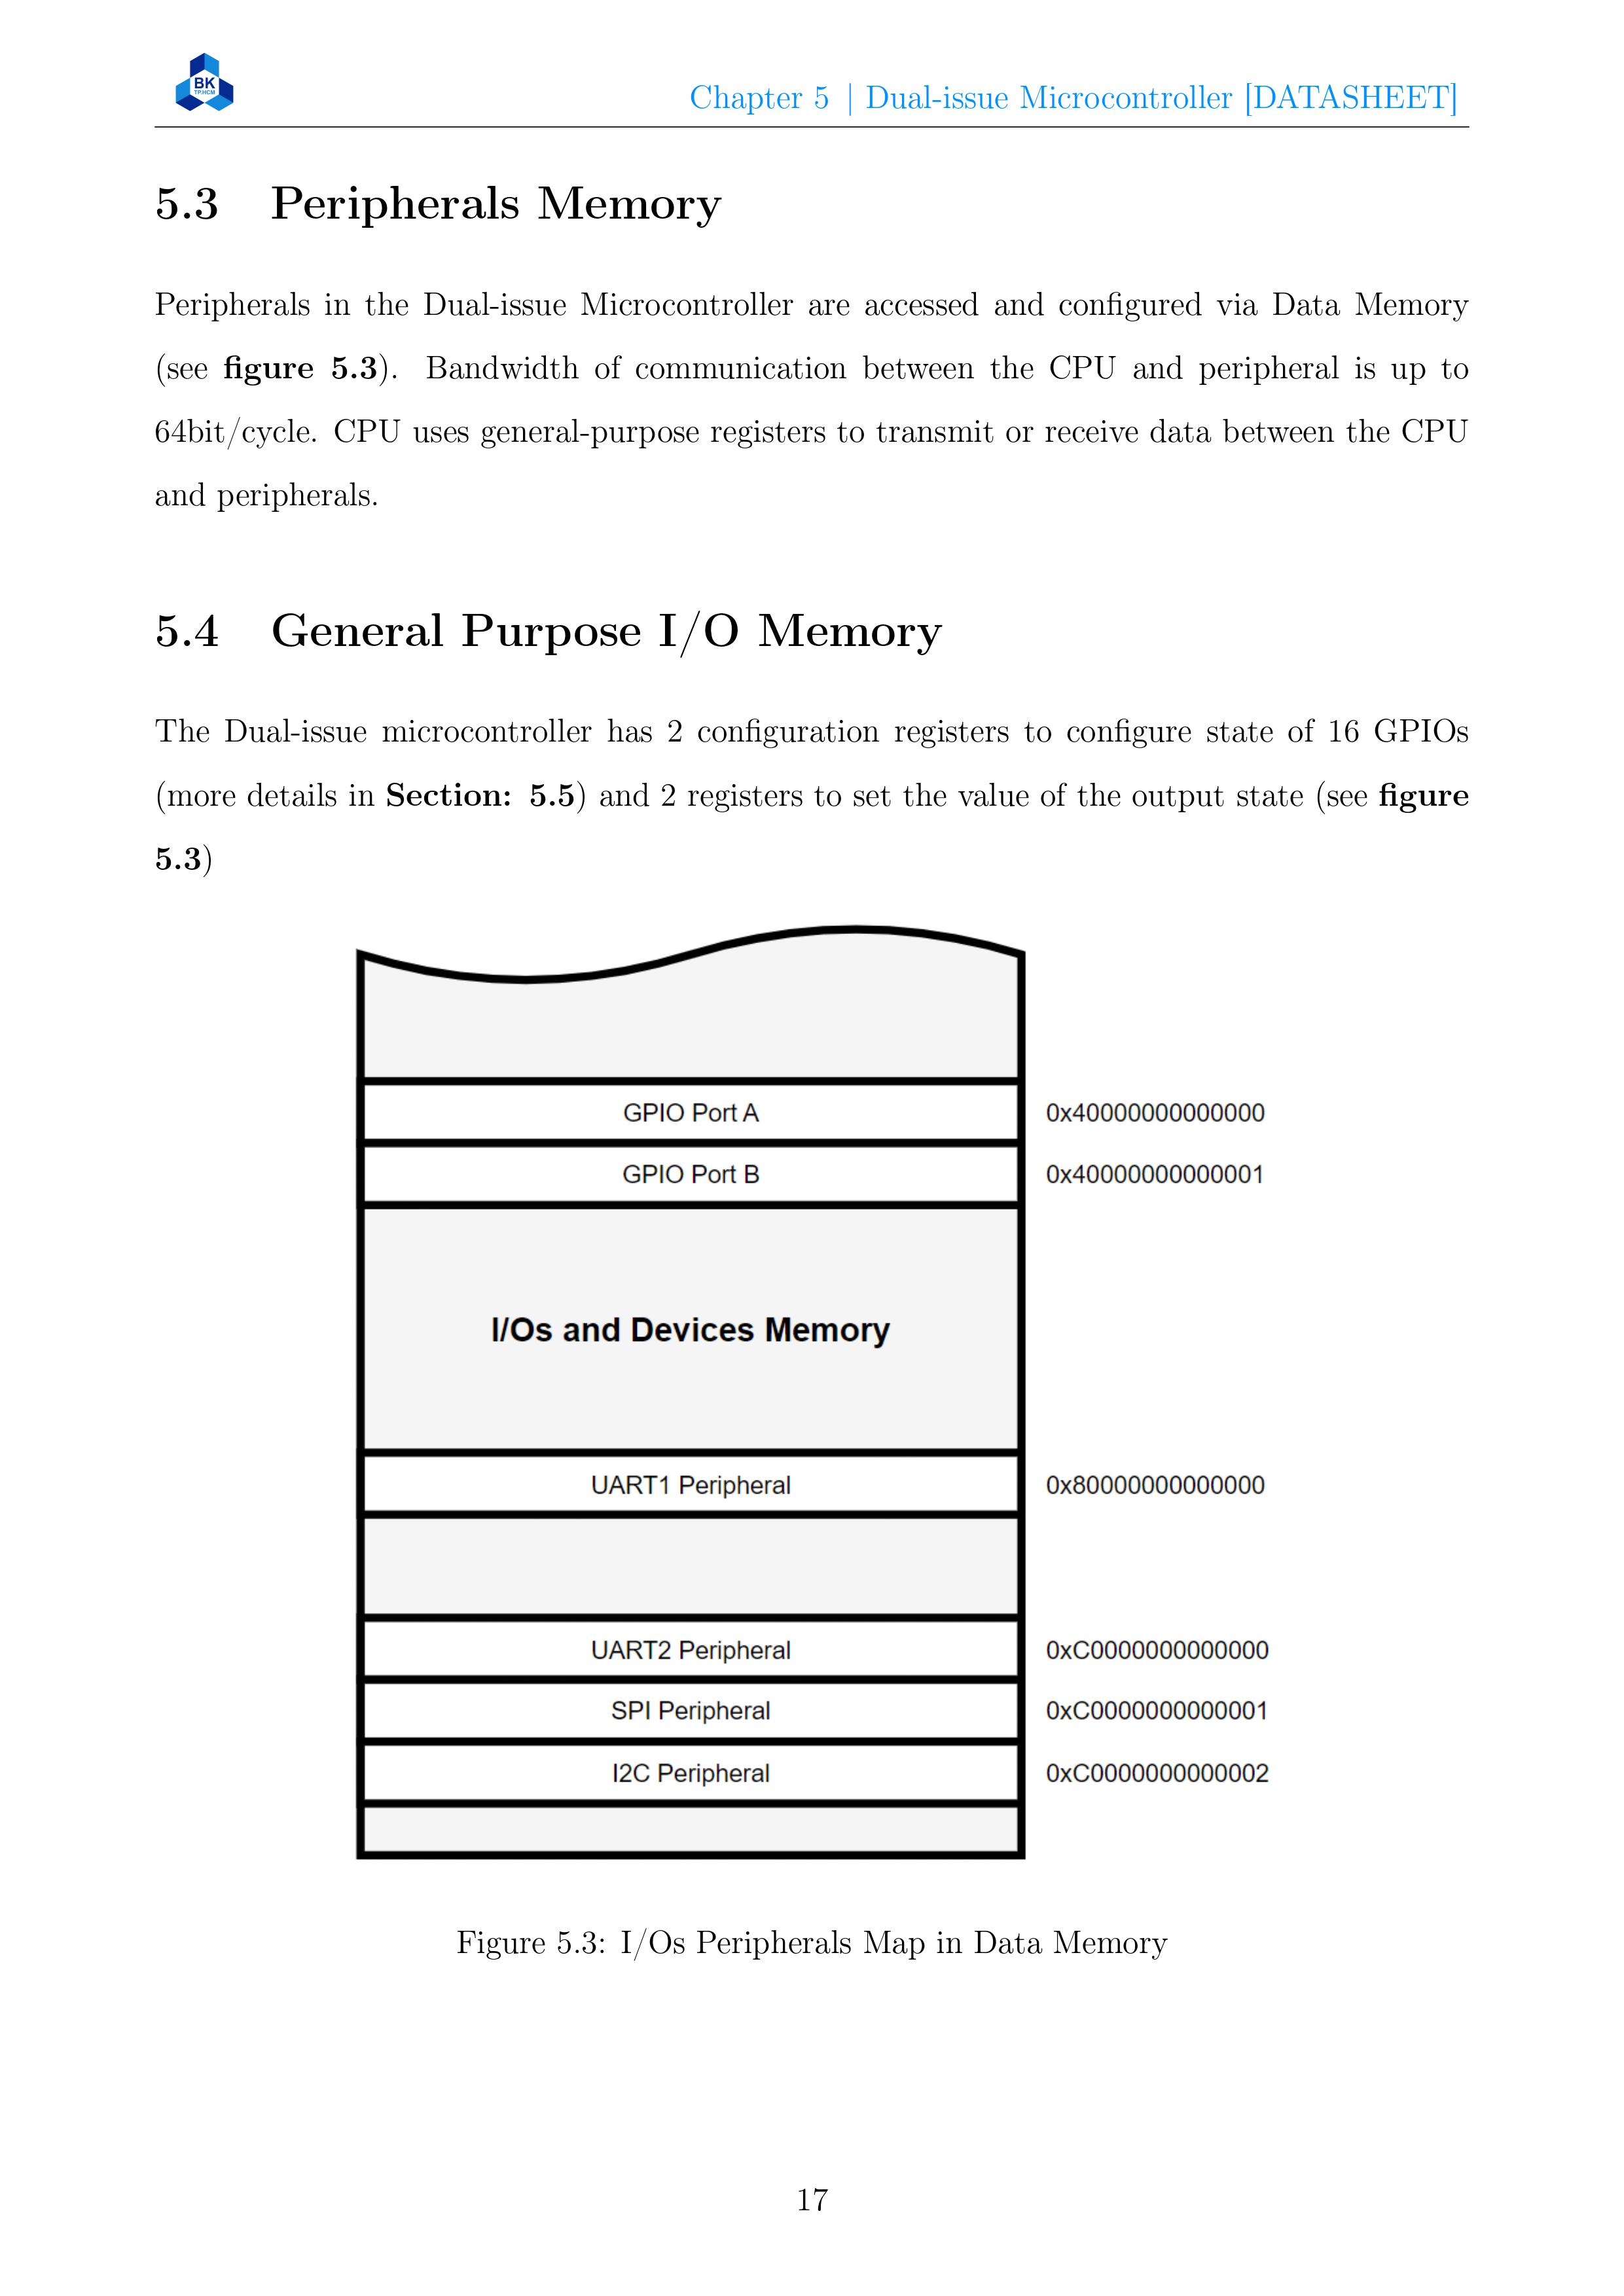 BK
TP.HCM
Chapter 5 | Dual-issue Microcontroller [DATASHEET]
5.3 Peripherals Memory
Peripherals in the Dual-issue Microcontroller are accessed and configured via Data Memory
(see figure 5.3). Bandwidth of communication between the CPU and peripheral is up to
64bit/cycle. CPU uses general-purpose registers to transmit or receive data between the CPU
and peripherals.
5.4 General Purpose I/O Memory
The Dual-issue microcontroller has 2 configuration registers to configure state of 16 GPIOs
(more details in Section: 5.5) and 2 registers to set the value of the output state (see figure
5.3)
GPIO Port A 0x40000000000000
GPIO Port B 0x40000000000001
I/Os and Devices Memory
UART1 Peripheral 0x80000000000000
UART2 Peripheral 0xC0000000000000
SPI Peripheral 0xC0000000000001
I2C Peripheral 0xC0000000000002
Figure 5.3: I/Os Peripherals Map in Data Memory
17